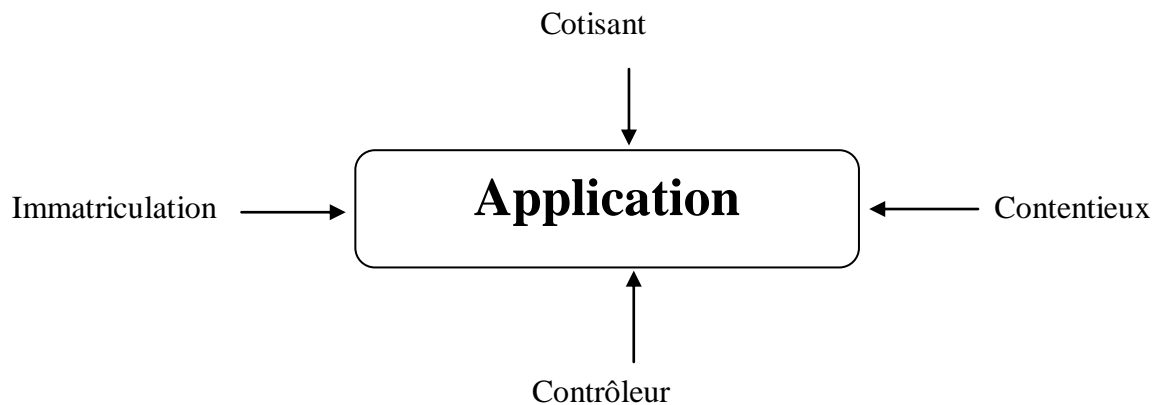 Cotisant
Application
Immatriculation
Contentieux
Contrôleur